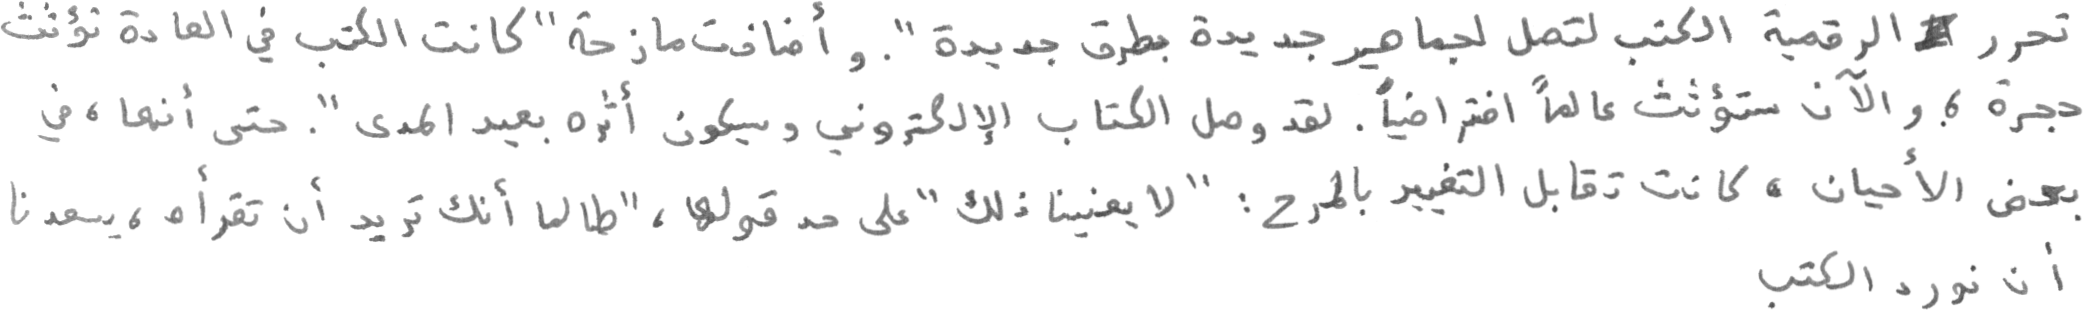 تحرر الرقمية الكتب لتصل لجماهير جديدة بطرق جديدة". وأضافت مازحة "كانت الكتب في العادة تؤثث
حجرة، والآن ستؤثث عالماً افتراضياً. لقد وصل الكتاب الإلكتروني وسيكون أثره بعيد المدى". حتى أنها، في
بعض الأحيان، كانت تقابل التغيير بالمرح: "لا يعنينا ذلك" على حد قولها، "طالما أنك تريد أن تقرأه، يسعدنا
أن نورد الكتب